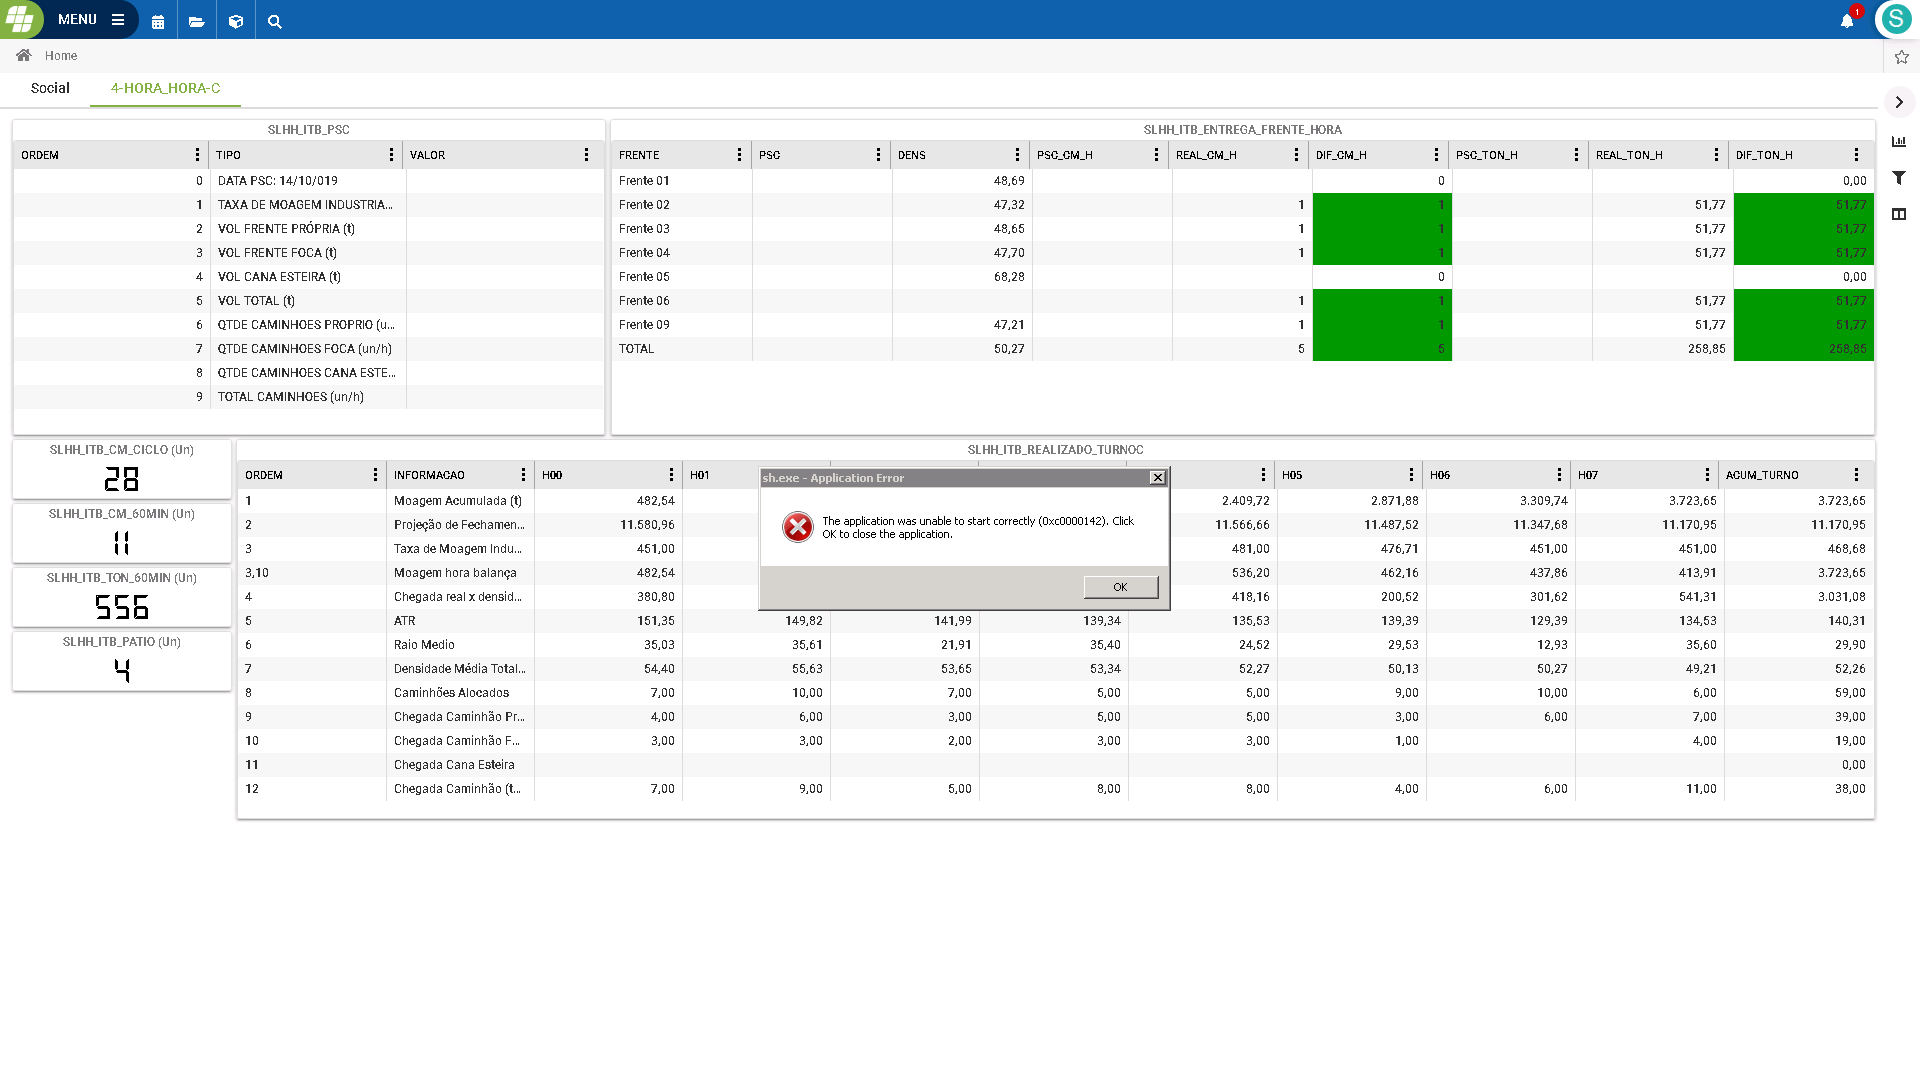 MENU
1
S
Home
Social
4-HORA_HORA-C
SLHH_ITB_PSC
ORDEM TIPO VALOR
0 DATA PSC: 14/10/019
1 TAXA DE MOAGEM INDUSTRIA...
2 VOL FRENTE PRÓPRIA (t)
3 VOL FRENTE FOCA (t)
4 VOL CANA ESTEIRA (t)
5 VOL TOTAL (t)
6 QTDE CAMINHOES PROPRIO (u...
7 QTDE CAMINHOES FOCA (un/h)
8 QTDE CAMINHOES CANA ESTE...
9 TOTAL CAMINHOES (un/h)
SLHH_ITB_ENTREGA_FRENTE_HORA
FRENTE PSC DENS PSC_CM_H REAL_CM_H DIF_CM_H PSC_TON_H REAL_TON_H DIF_TON_H
Frente 01 48,69 0 0,00
Frente 02 47,32 1 1 51,77 51,77
Frente 03 48,65 1 1 51,77 51,77
Frente 04 47,70 1 1 51,77 51,77
Frente 05 68,28 0 0,00
Frente 06 1 1 51,77 51,77
Frente 09 47,21 1 1 51,77 51,77
TOTAL 50,27 5 5 258,85 258,85
SLHH_ITB_CM_CICLO (Un)
28
SLHH_ITB_CM_60MIN (Un)
11
SLHH_ITB_TON_60MIN (Un)
556
SLHH_ITB_PATIO (Un)
4
SLHH_ITB_REALIZADO_TURNOC
ORDEM INFORMACAO H00 H01 H05 H06 H07 ACUM_TURNO
1 Moagem Acumulada (t) 482,54 2.409,72 2.871,88 3.309,74 3.723,65 3.723,65
2 Projeção de Fechamen... 11.580,96 11.566,66 11.487,52 11.347,68 11.170,95 11.170,95
3 Taxa de Moagem Indu... 451,00 481,00 476,71 451,00 451,00 468,68
3,10 Moagem hora balança 482,54 536,20 462,16 437,86 413,91 3.723,65
4 Chegada real x densid... 380,80 418,16 200,52 301,62 541,31 3.031,08
5 ATR 151,35 149,82 141,99 139,34 135,53 139,39 129,39 134,53 140,31
6 Raio Medio 35,03 35,61 21,91 35,40 24,52 29,53 12,93 35,60 29,90
7 Densidade Média Total... 54,40 55,63 53,65 53,34 52,27 50,13 50,27 49,21 52,26
8 Caminhões Alocados 7,00 10,00 7,00 5,00 5,00 9,00 10,00 6,00 59,00
9 Chegada Caminhão Pr... 4,00 6,00 3,00 5,00 5,00 3,00 6,00 7,00 39,00
10 Chegada Caminhão F... 3,00 3,00 2,00 3,00 3,00 1,00 4,00 19,00
11 Chegada Cana Esteira 0,00
12 Chegada Caminhão (t... 7,00 9,00 5,00 8,00 8,00 4,00 6,00 11,00 38,00
sh.exe - Application Error
The application was unable to start correctly (0xc0000142). Click
OK to close the application.
OK